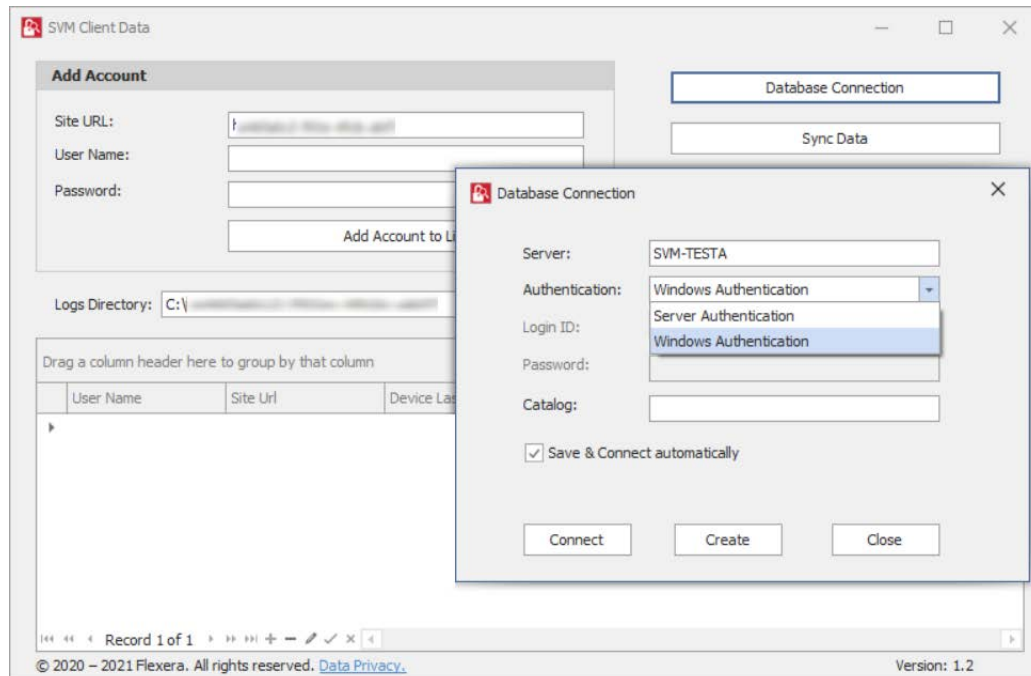 SVM Client Data
Add Account
Site URL:
User Name:
Password:
Add Account to Li
Logs Directory: C:\
Database Connection
Sync Data
Drag a column header here to group by that column
User Name Site Url Device Las
Record 1 of 1
© 2020 – 2021 Flexera. All rights reserved. Data Privacy.
Version: 1.2
Database Connection
Server: SVM-TESTA
Authentication: Windows Authentication
Server Authentication
Windows Authentication
Login ID:
Password:
Catalog:
Save & Connect automatically
Connect Create Close